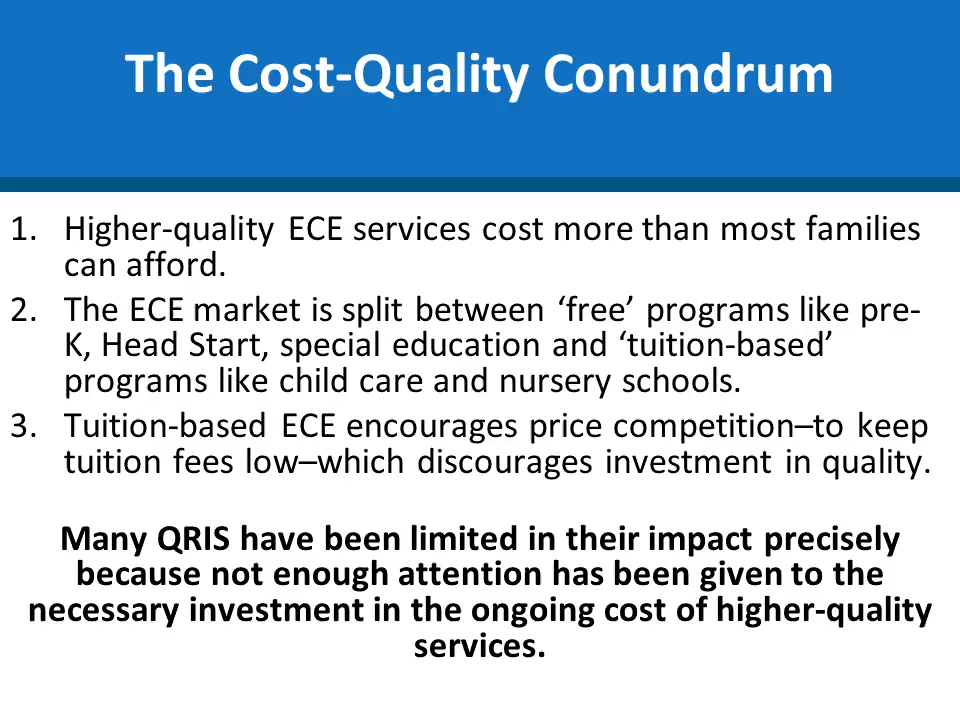 The Cost-Quality Conundrum
1. Higher-quality ECE services cost more than most families
can afford.
2. The ECE market is split between ‘free’ programs like pre-
K, Head Start, special education and ‘tuition-based’
programs like child care and nursery schools.
3. Tuition-based ECE encourages price competition–to keep
tuition fees low–which discourages investment in quality.
Many QRIS have been limited in their impact precisely
because not enough attention has been given to the
necessary investment in the ongoing cost of higher-quality
services.